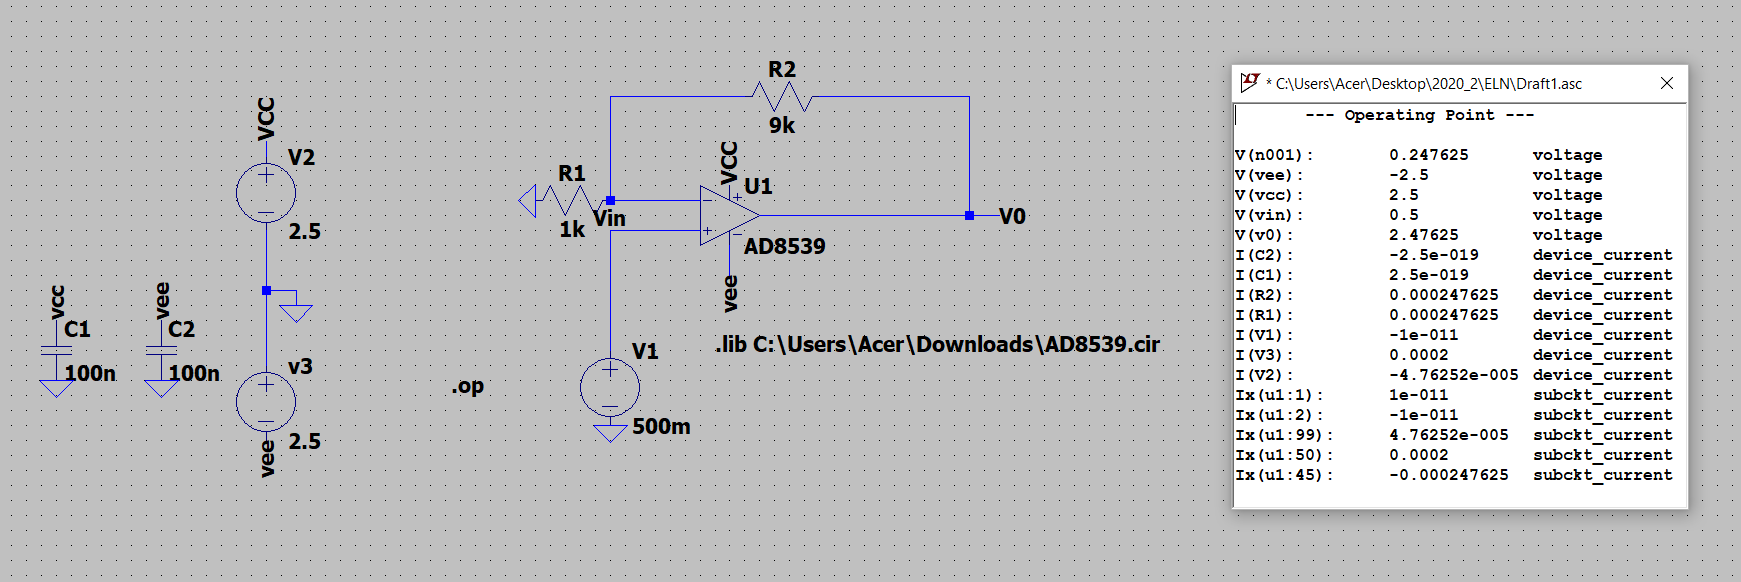 VCC
V2
2.5
vcc
C1
100n
vee
C2
100n
v3
2.5
vee
.op
R2
9k
R1
1k
Vin
VCC
U1
AD8539
vee
V0
V1
500m
.lib C:\Users\Acer\Downloads\AD8539.cir
* C:\Users\Acer\Desktop\2020_2\ELN\Draft1.asc
--- Operating Point ---
V(n001): 0.247625 voltage
V(vee): -2.5 voltage
V(vcc): 2.5 voltage
V(vin): 0.5 voltage
V(v0): 2.47625 voltage
I(C2): -2.5e-019 device_current
I(C1): 2.5e-019 device_current
I(R2): 0.000247625 device_current
I(R1): 0.000247625 device_current
I(V1): -1e-011 device_current
I(V3): 0.0002 device_current
I(V2): -4.76252e-005 device_current
Ix(u1:1): 1e-011 subckt_current
Ix(u1:2): -1e-011 subckt_current
Ix(u1:99): 4.76252e-005 subckt_current
Ix(u1:50): 0.0002 subckt_current
Ix(u1:45): -0.000247625 subckt_current